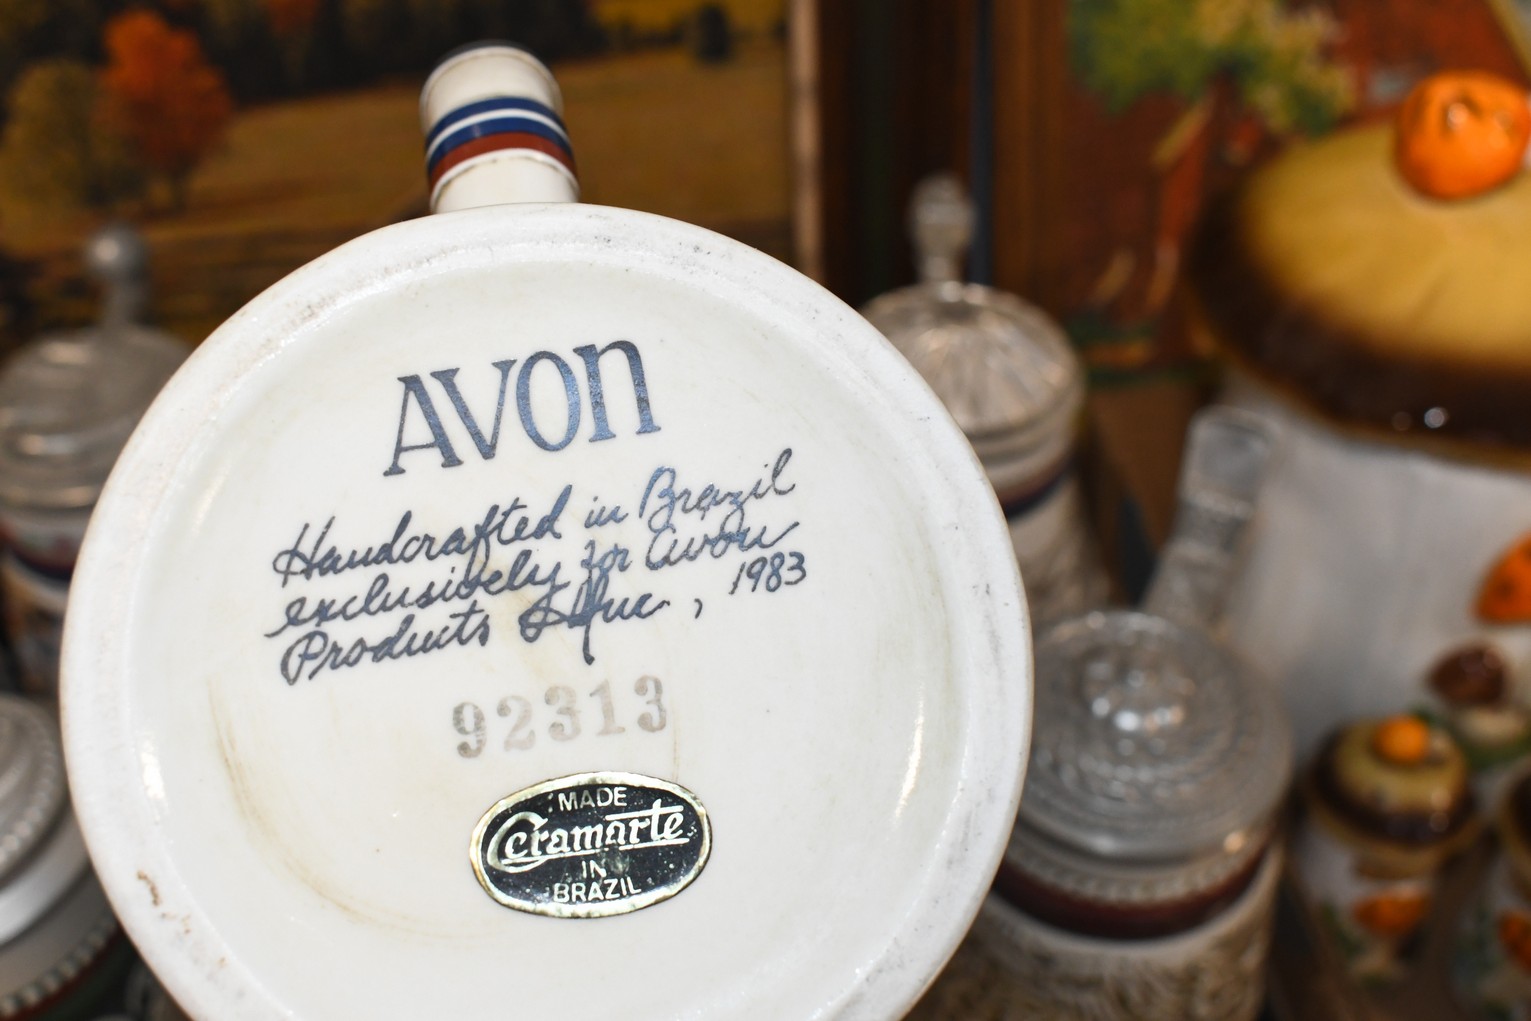 AVON
Handcrafted in Brazil
exclusively for Avon
Products Inc., 1983
92313
MADE
Ceramarte
IN
BRAZIL